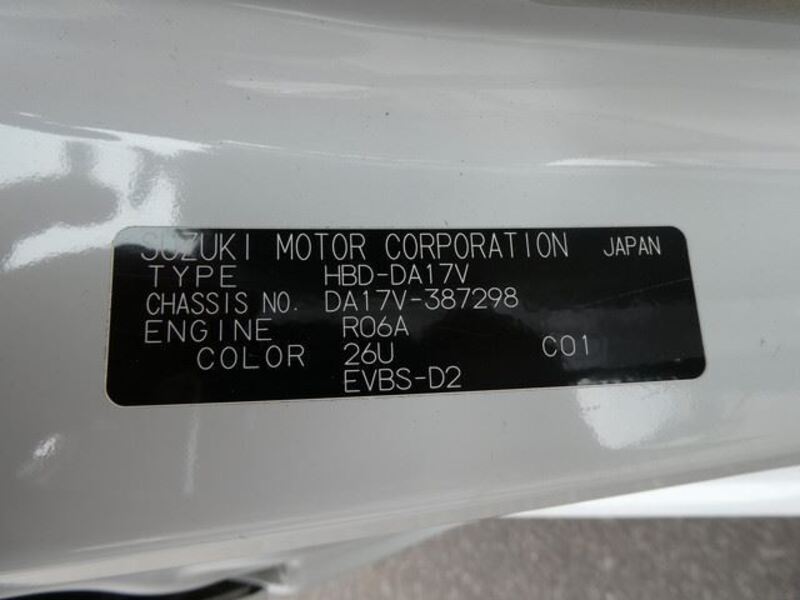 SUZUKI MOTOR CORPORATION JAPAN
TYPE HBD-DA17V
CHASSIS NO. DA17V-387298
ENGINE R06A
COLOR 26U C01
EVBS-D2